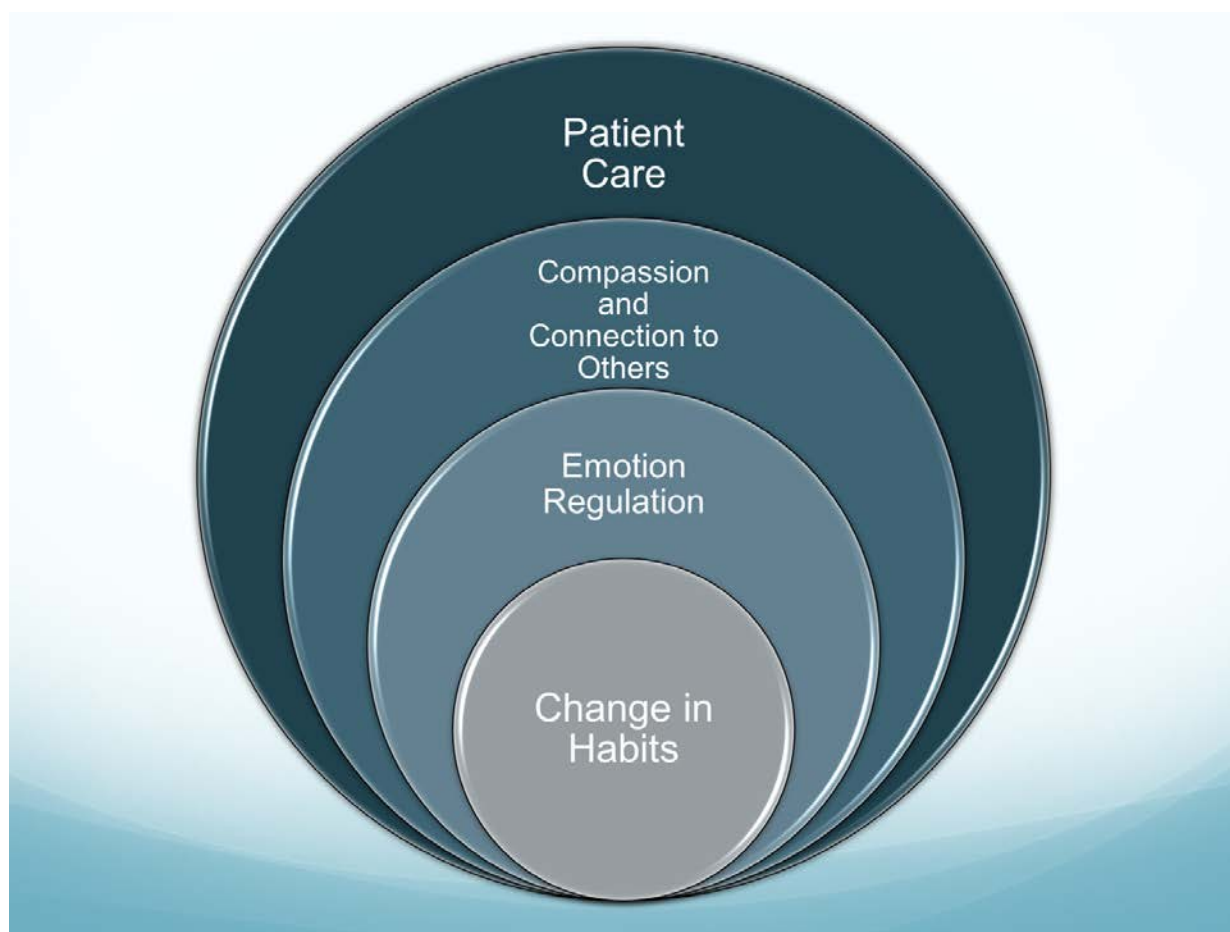 Patient
Care
Compassion
and
Connection to
Others
Emotion
Regulation
Change in
Habits